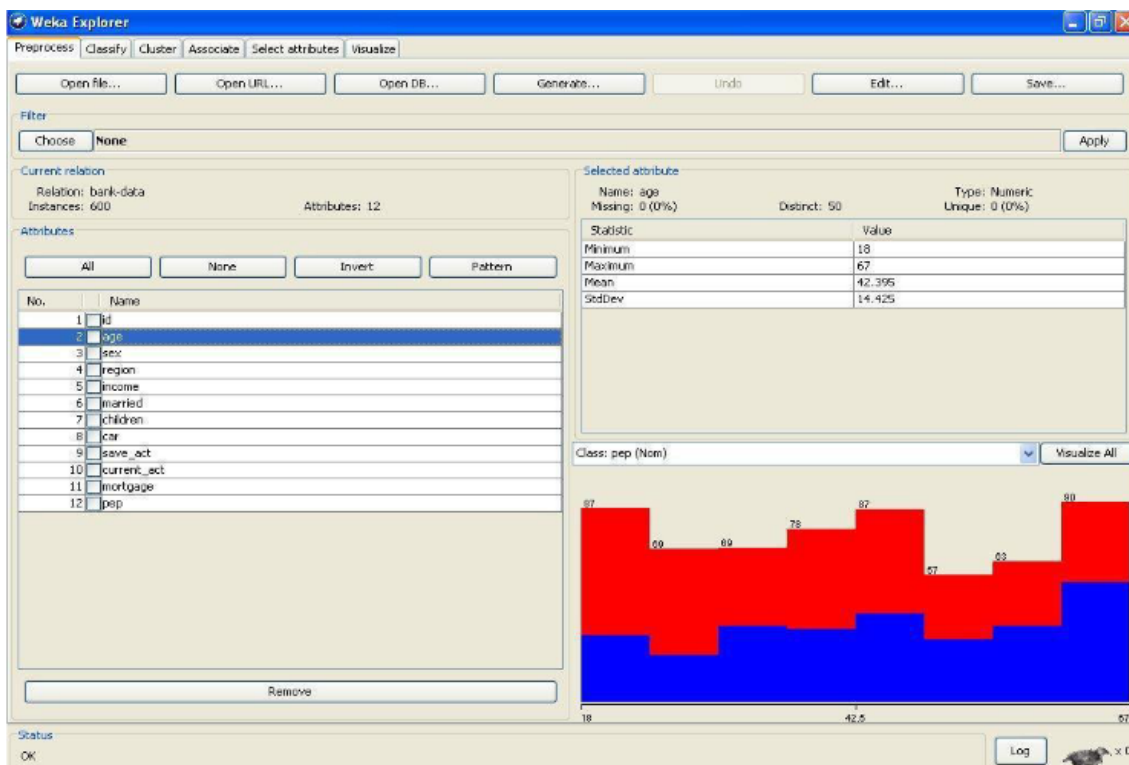 Weka Explorer
Preprocess Classify Cluster Associate Select attributes Visualize
Open file... Open URL... Open DB... Generate... Undo Edit... Save...
Filter
Choose None Apply
Current relation
Relation: bank-data
Instances: 600 Attributes: 12
Selected attribute
Name: age Type: Numeric
Missing: 0 (0%) Distinct: 50 Unique: 0 (0%)
Statistic Value
Minimum 18
Maximum 67
Mean 42.395
StdDev 14.425
Attributes
All None Invert Pattern
No. Name
1 id
2 age
3 sex
4 region
5 income
6 married
7 children
8 car
9 save_act
10 current_act
11 mortgage
12 pep
Remove
Class: pep (Nom) Visualize All
87 69 69 78 87 57 63 90
18 42.5 67
Status
OK
Log
x 0